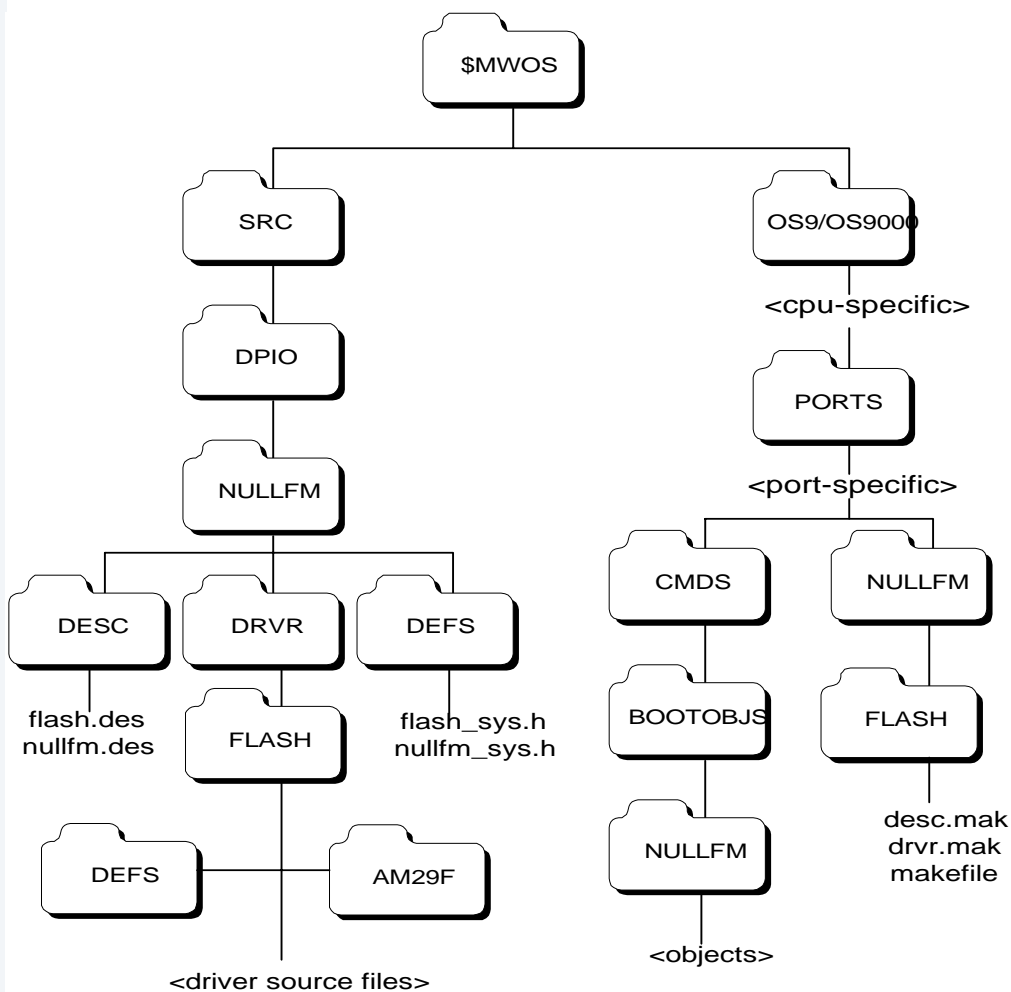 $MWOS
SRC
OS9/OS9000
<cpu-specific>
DPIO
PORTS
NULLFM
<port-specific>
CMDS
NULLFM
DESC
DRVR
DEFS
flash.des
nullfm.des
flash_sys.h
nullfm_sys.h
FLASH
BOOTOBJS
FLASH
desc.mak
drvr.mak
makefile
DEFS
AM29F
NULLFM
<objects>
<driver source files>